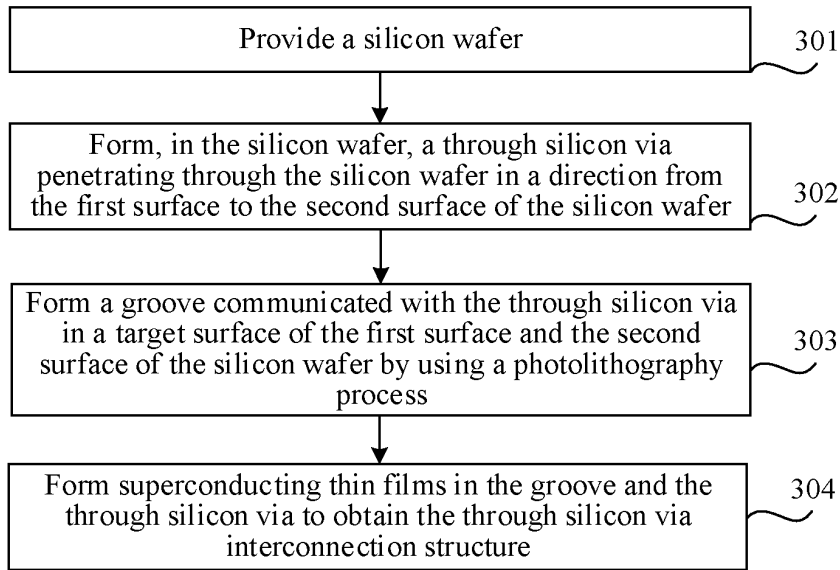 Provide a silicon wafer
301
Form, in the silicon wafer, a through silicon via
penetrating through the silicon wafer in a direction from
the first surface to the second surface of the silicon wafer
302
Form a groove communicated with the through silicon via
in a target surface of the first surface and the second
surface of the silicon wafer by using a photolithography
process
303
Form superconducting thin films in the groove and the
through silicon via to obtain the through silicon via
interconnection structure
304